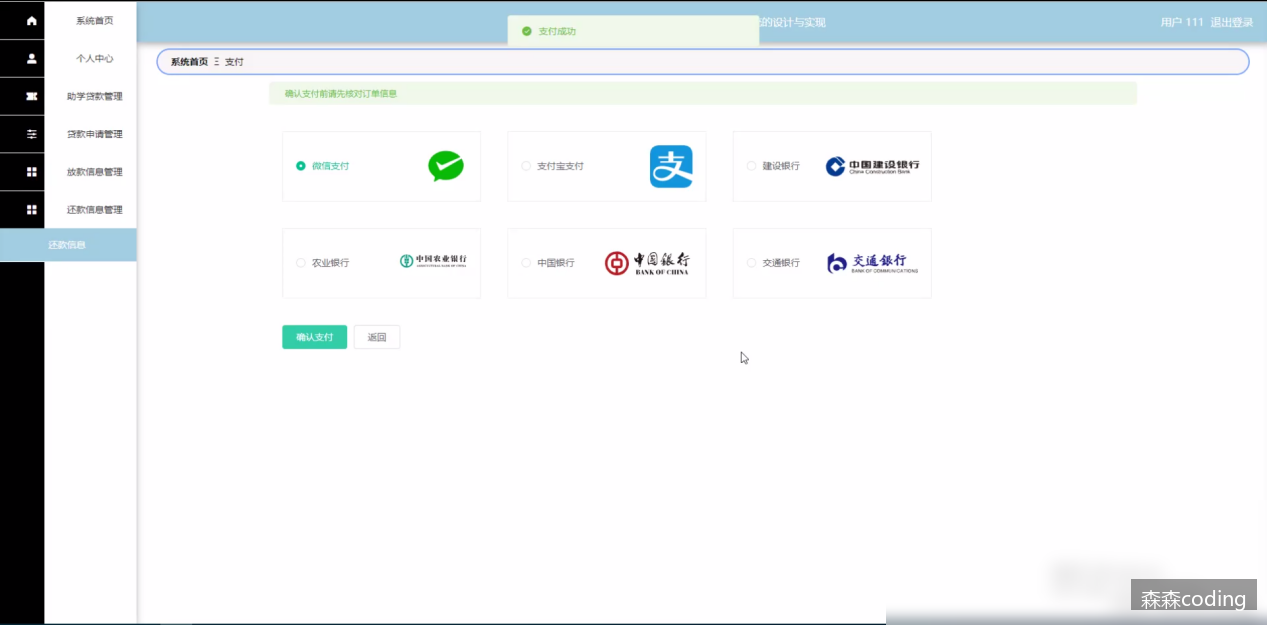 系统首页
个人中心
助学贷款管理
贷款申请管理
放款信息管理
还款信息管理
还款信息
支付成功
的设计与实现
用户 111 退出登录
系统首页 Ξ 支付
确认支付前请先核对订单信息
微信支付
支付宝支付
支
建设银行
中国建设银行
China Construction Bank
农业银行
中国农业银行
AGRICULTURAL BANK OF CHINA
中国银行
中国银行
BANK OF CHINA
交通银行
交通银行
BANK OF COMMUNICATIONS
确认支付
返回
森森coding